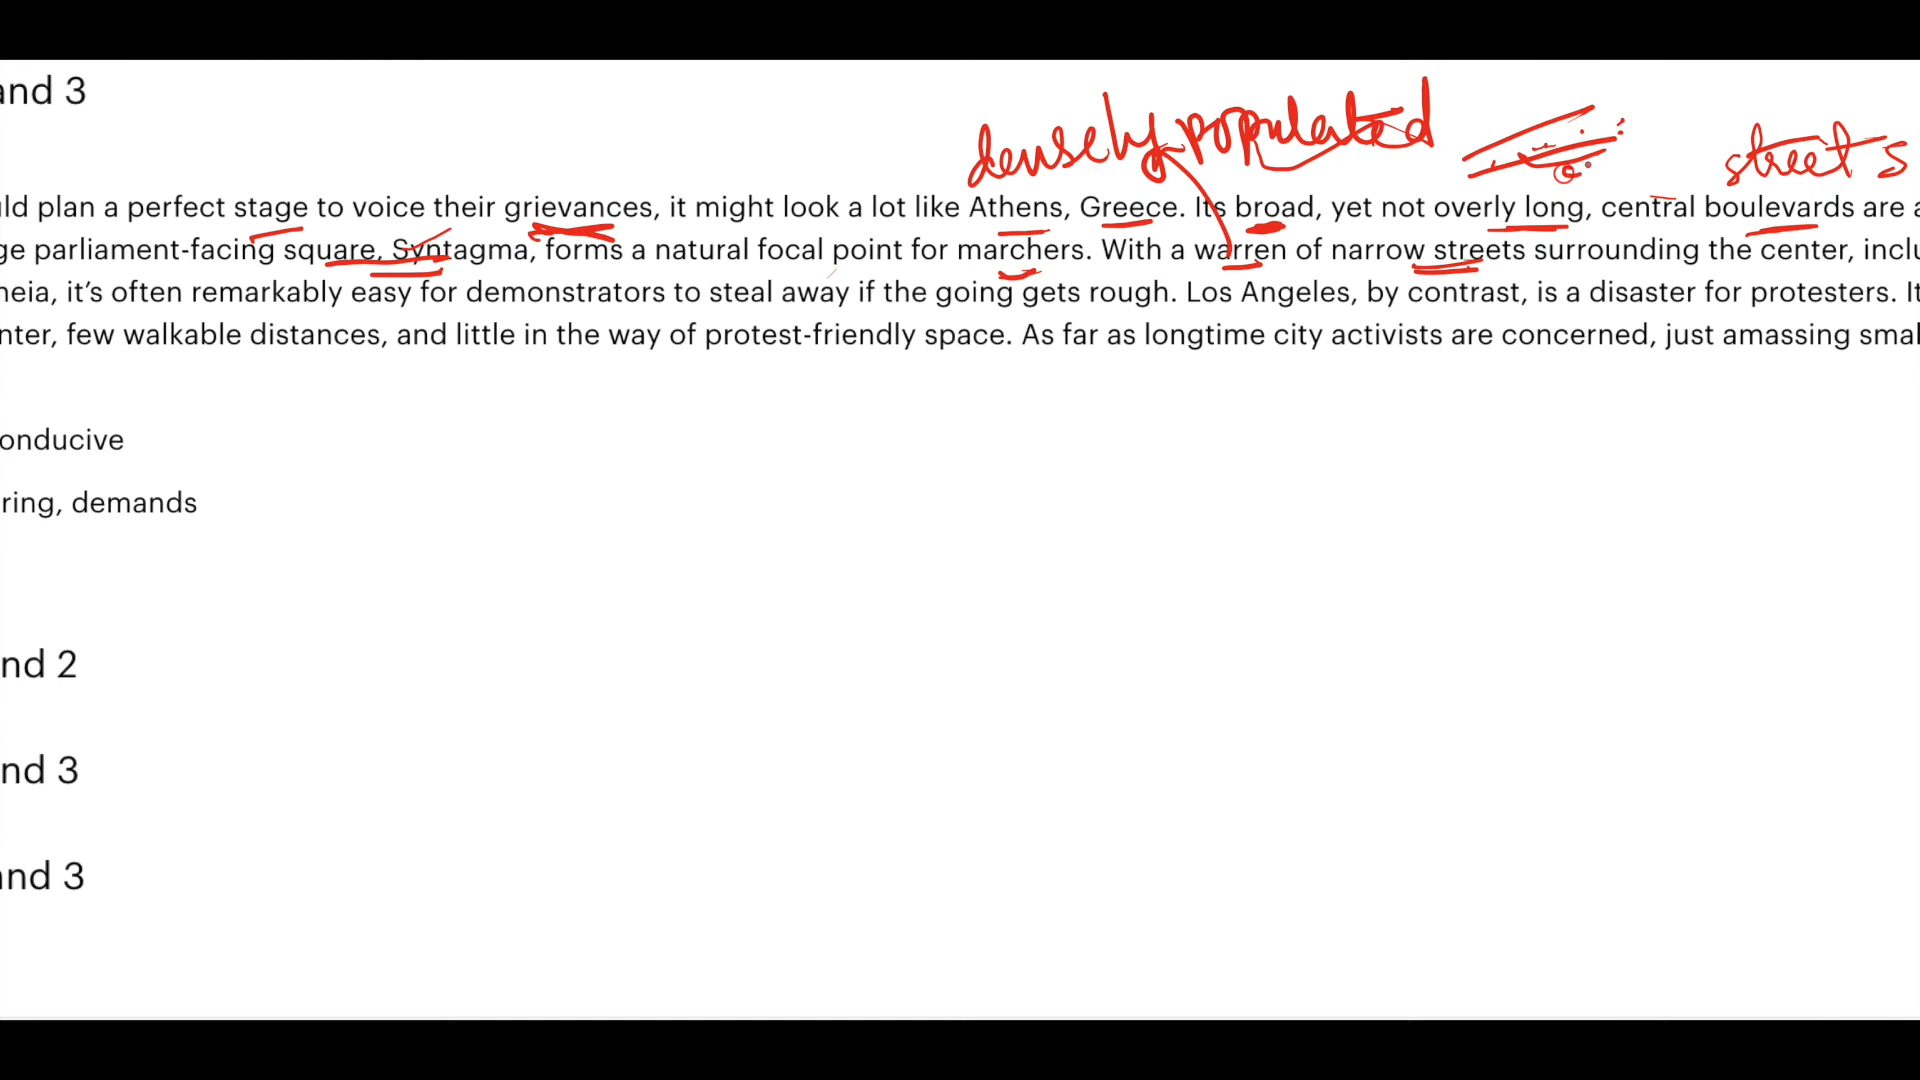 and 3
densely populated
streets
uld plan a perfect stage to voice their grievances, it might look a lot like Athens, Greece. Its broad, yet not overly long, central boulevards are a
ge parliament-facing square, Syntagma, forms a natural focal point for marchers. With a warren of narrow streets surrounding the center, inclu
heia, it’s often remarkably easy for demonstrators to steal away if the going gets rough. Los Angeles, by contrast, is a disaster for protesters. It
nter, few walkable distances, and little in the way of protest-friendly space. As far as longtime city activists are concerned, just amassing smal
onducive
ring, demands
nd 2
nd 3
and 3